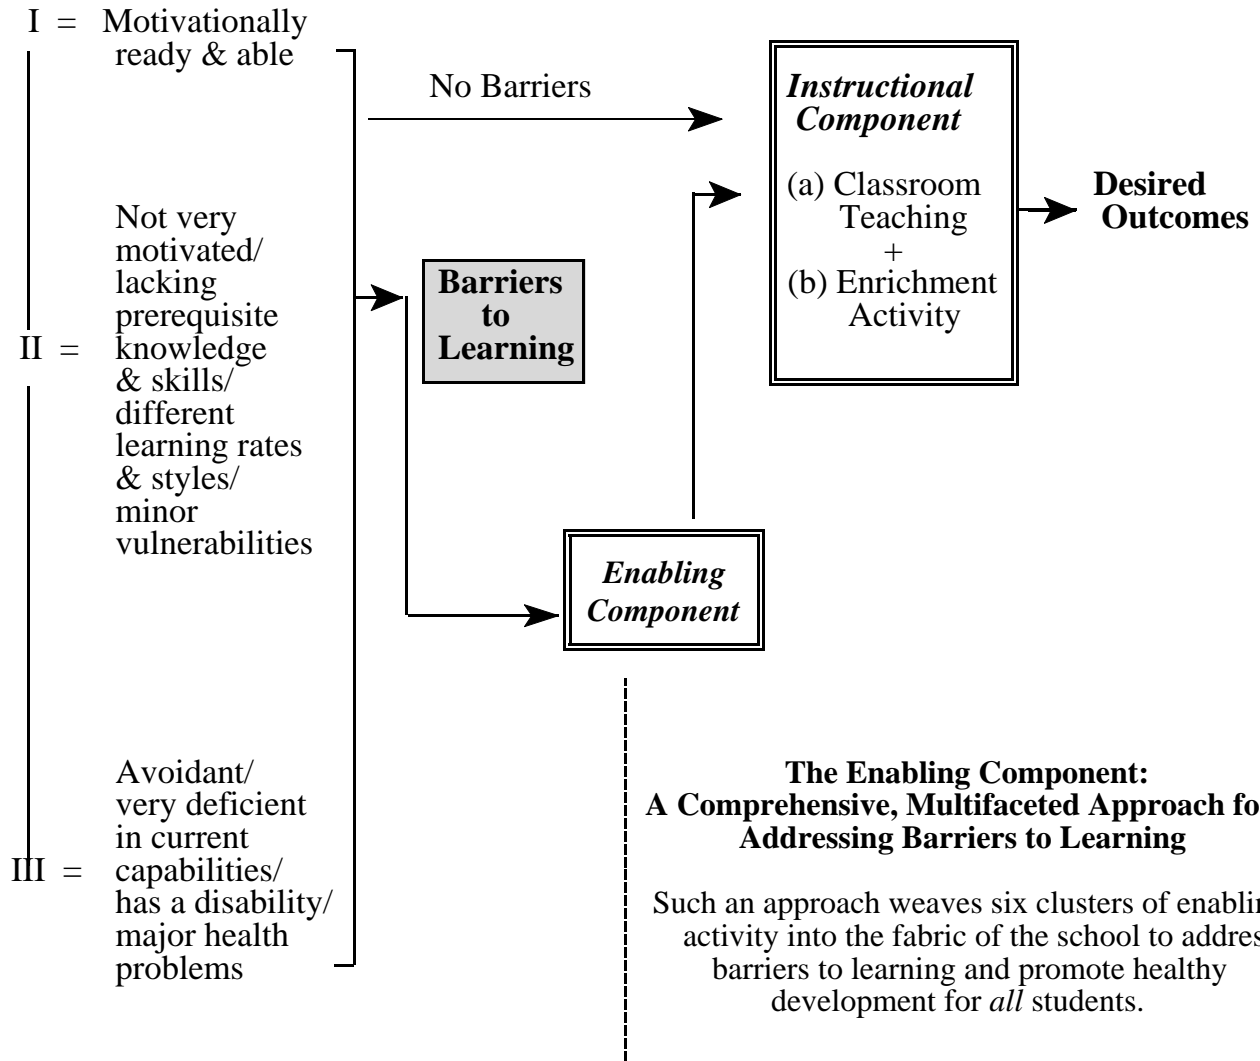 I = Motivationally
ready & able
No Barriers
Instructional
Component
(a) Classroom
Teaching
+
(b) Enrichment
Activity
Desired
Outcomes
Not very
motivated/
lacking
prerequisite
II = knowledge
& skills/
different
learning rates
& styles/
minor
vulnerabilities
Barriers
to
Learning
Enabling
Component
Avoidant/
very deficient
in current
III = capabilities/
has a disability/
major health
problems
The Enabling Component:
A Comprehensive, Multifaceted Approach fo
Addressing Barriers to Learning
Such an approach weaves six clusters of enablin
activity into the fabric of the school to addres
barriers to learning and promote healthy
development for all students.